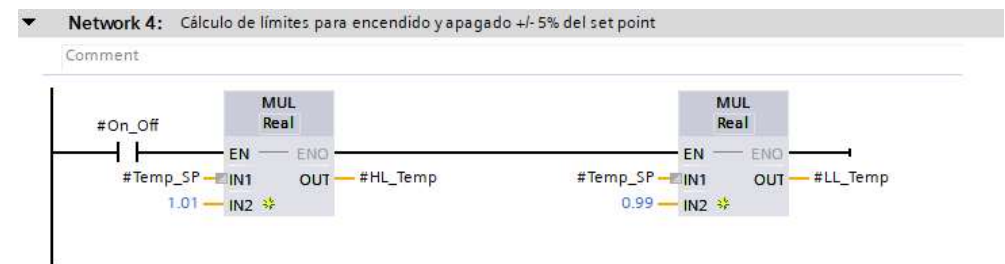 Network 4: Cálculo de límites para encendido y apagado +/- 5% del set point
Comment
MUL MUL
#On_Off Real Real
EN ENO EN ENO
#Temp_SP IN1 OUT #HL_Temp #Temp_SP IN1 OUT #LL_Temp
1.01 IN2 0.99 IN2